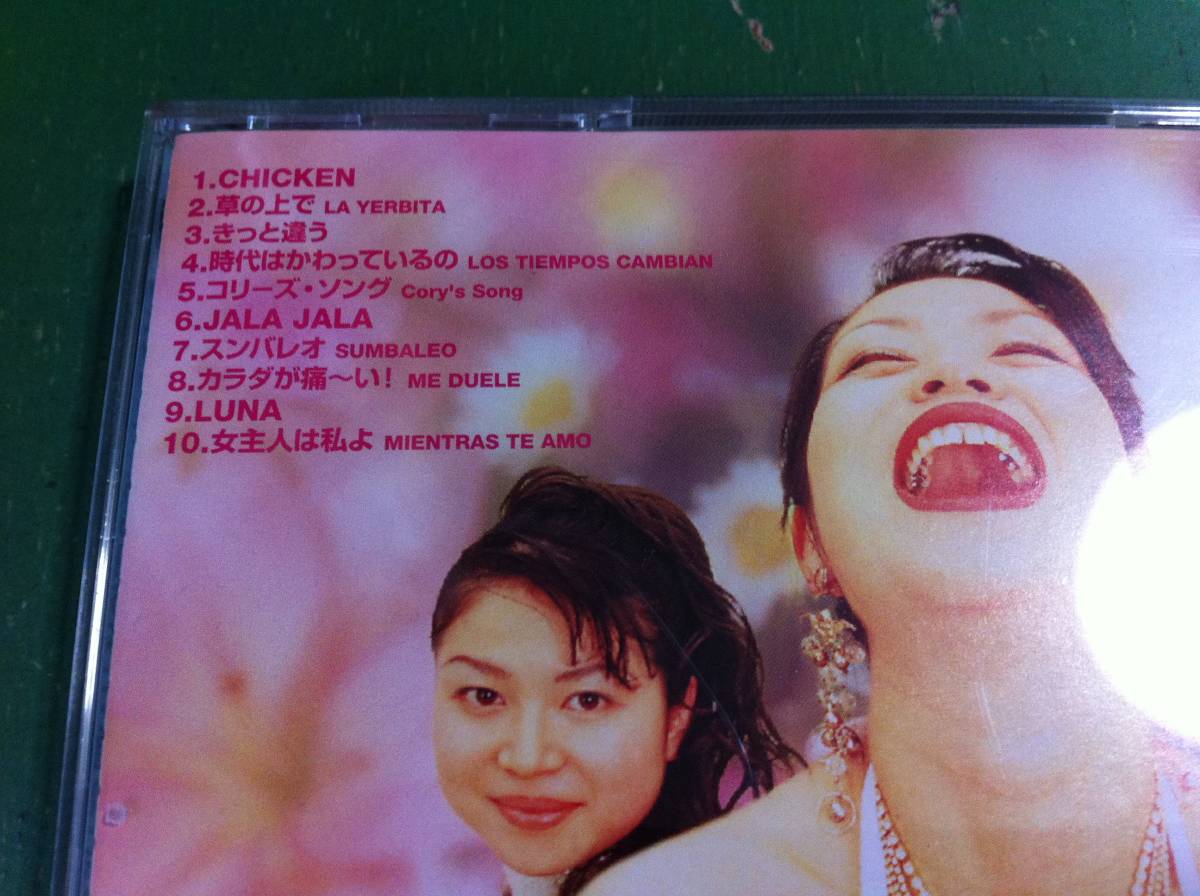 1.CHICKEN
2.草の上で LA YERBITA
3.きっと違う
4.時代はかわっているの LOS TIEMPOS CAMBIAN
5.コリーズ・ソング Cory's Song
6.JALA JALA
7.スンバレオ SUMBALEO
8.カラダが痛〜い! ME DUELE
9.LUNA
10.女主人は私よ MIENTRAS TE AMO